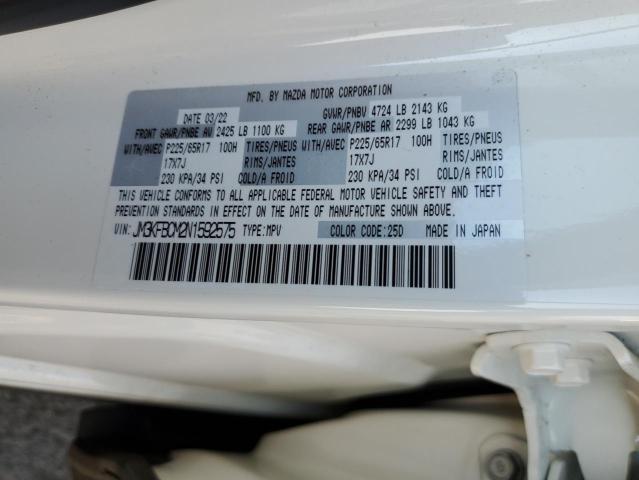 MFD. BY MAZDA MOTOR CORPORATION
DATE 03/22 GVWR/PNBV 4724 LB 2143 KG
FRONT GAWR/PNBE AV 2425 LB 1100 KG REAR GAWR/PNBE AR 2299 LB 1043 KG
WITH/AVEC P225/65R17 100H TIRES/PNEUS WITH/AVEC P225/65R17 100H TIRES/PNEUS
17X7J RIMS/JANTES 17X7J RIMS/JANTES
230 KPA/34 PSI COLD/A FROID 230 KPA/34 PSI COLD/A FROID
THIS VEHICLE CONFORMS TO ALL APPLICABLE FEDERAL MOTOR VEHICLE SAFETY AND THEFT
PREVENTION STANDARDS IN EFFECT ON THE DATE OF MANUFACTURE SHOWN ABOVE.
VIN: JM3KFBCM2N1592575 TYPE:MPV COLOR CODE:25D MADE IN JAPAN